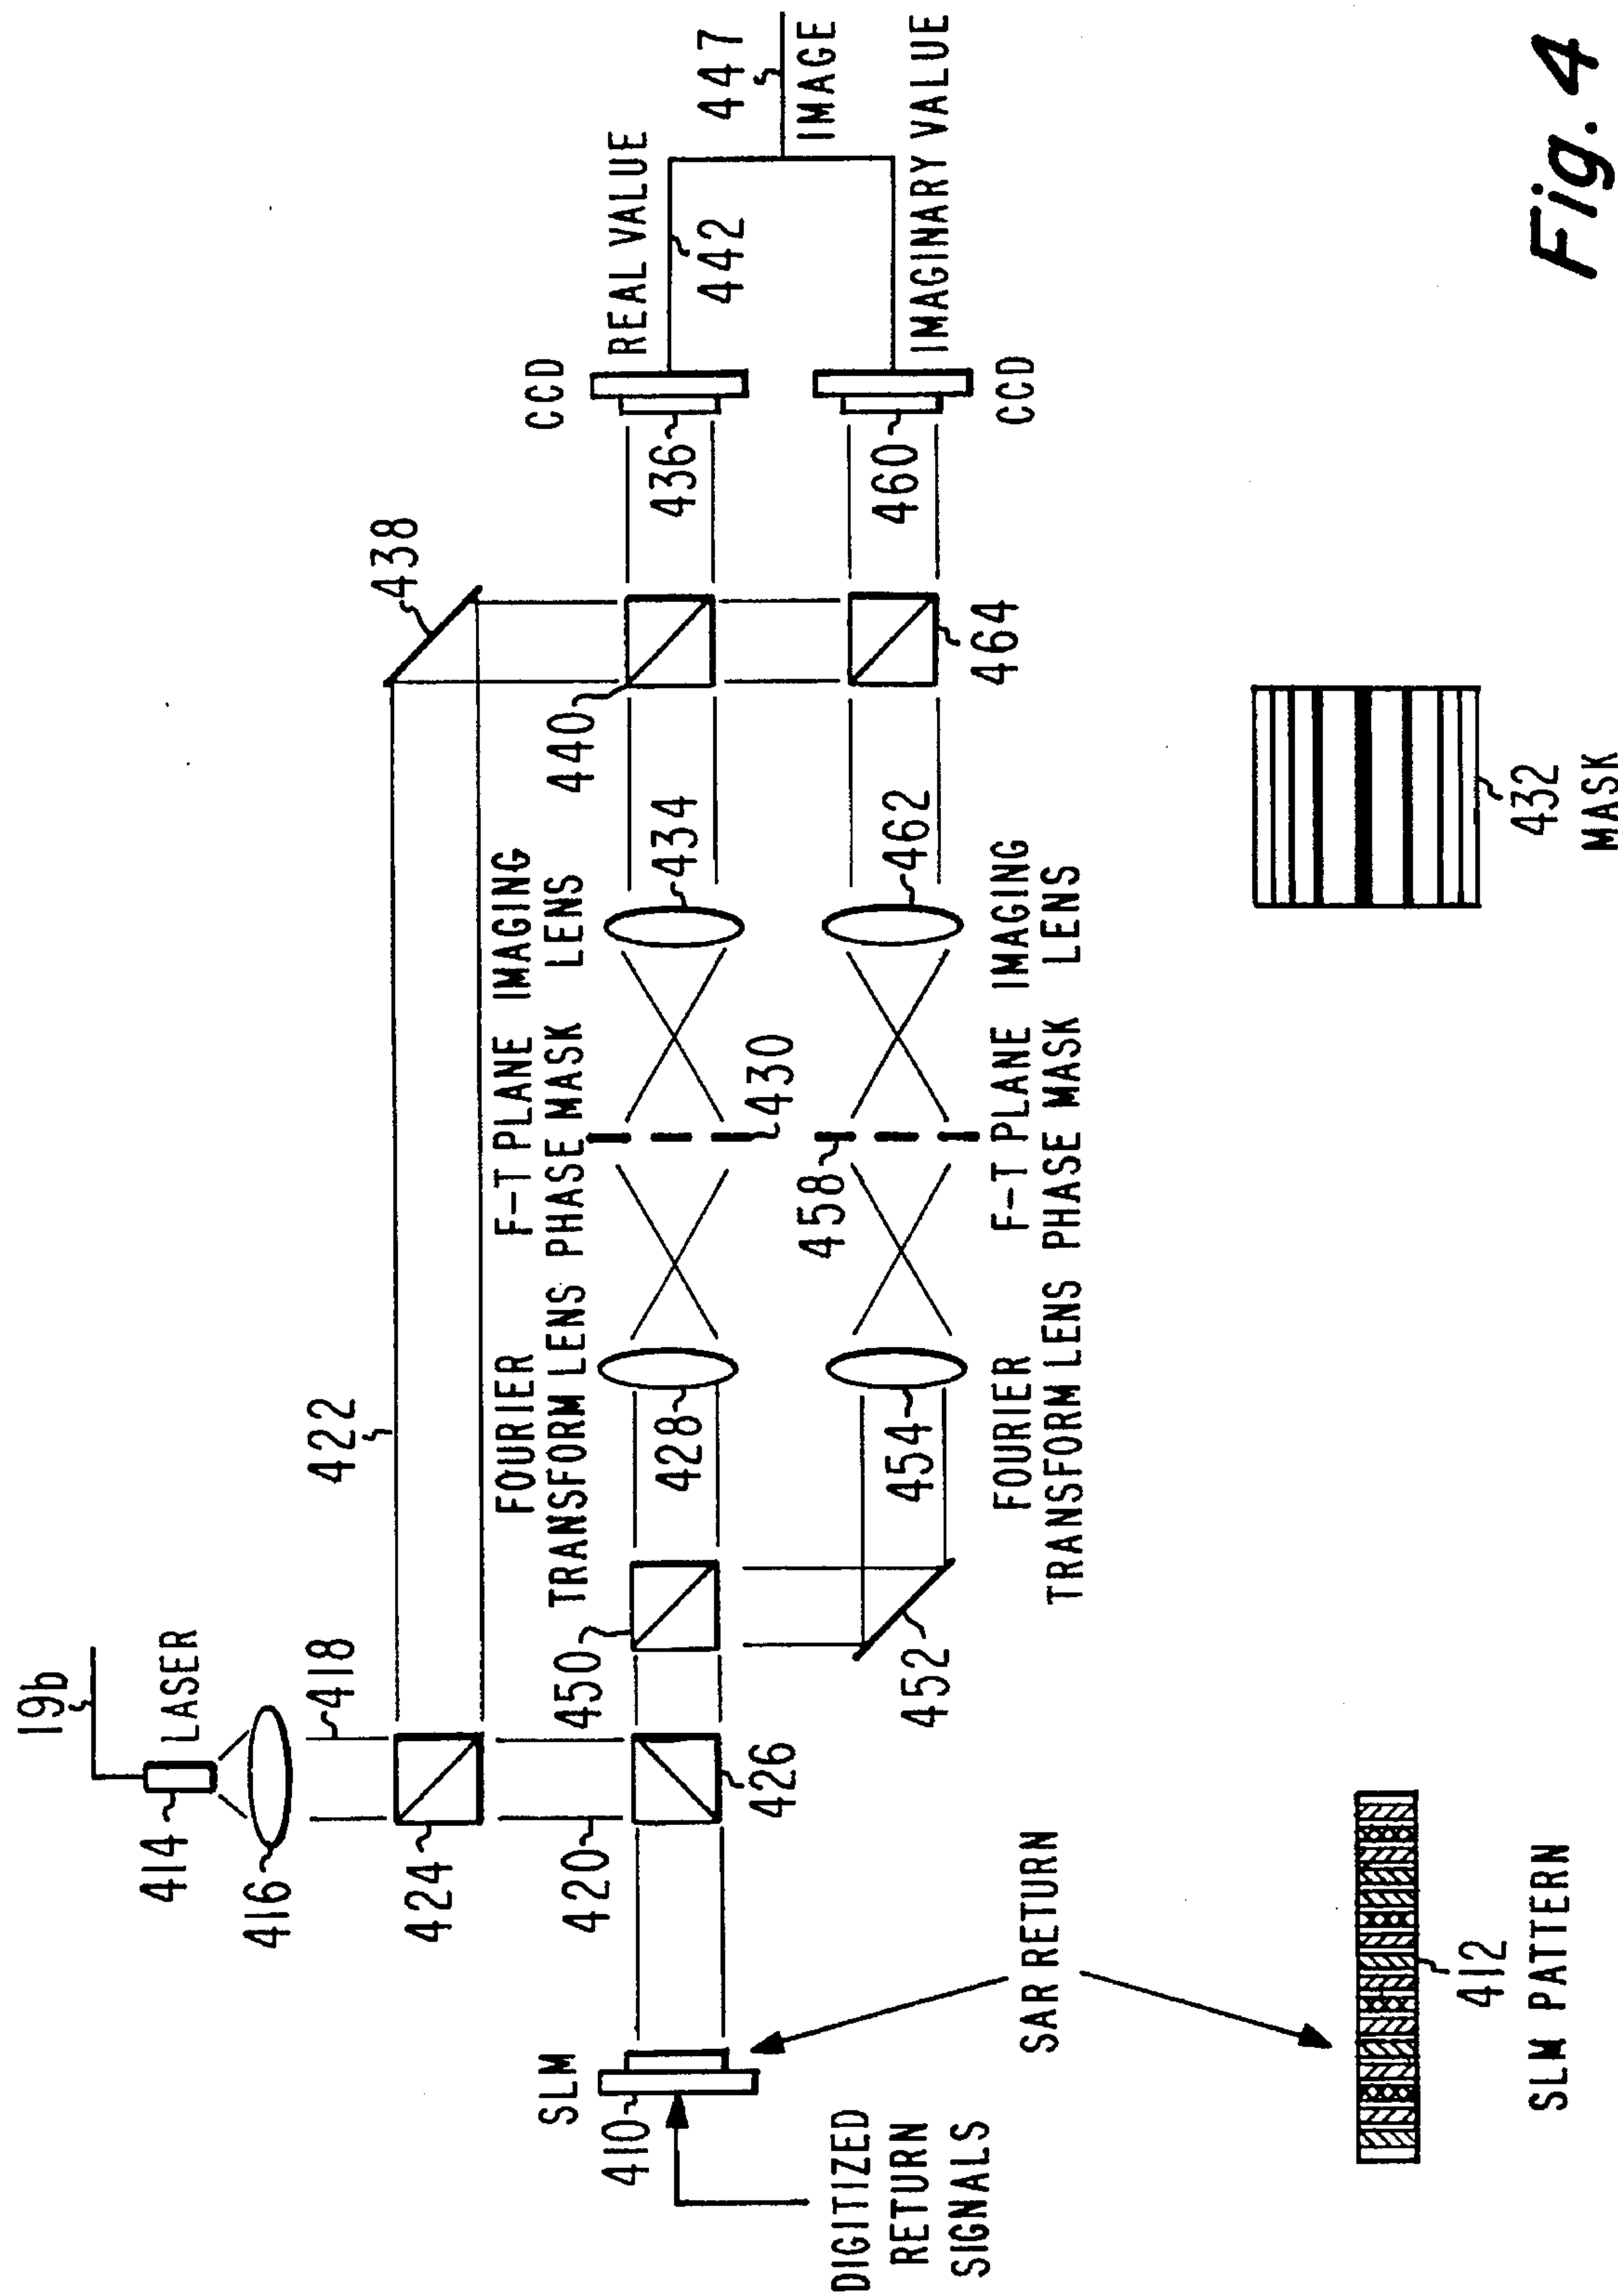 19b
LASER
414
416
418
424
420
426
422
438
SLM
410
DIGITIZED
RETURN
SIGNALS
450
452
FOURIER
TRANSFORM LENS
428
F-T PLANE
PHASE MASK
430
IMAGING
LENS
434
440
CCD
436
REAL VALUE
442
447
IMAGE
454
FOURIER
TRANSFORM LENS
458
F-T PLANE
PHASE MASK
IMAGING
LENS
462
464
460
CCD
IMAGINARY VALUE
SAR RETURN
412
SLM PATTERN
432
MASK
Fig. 4